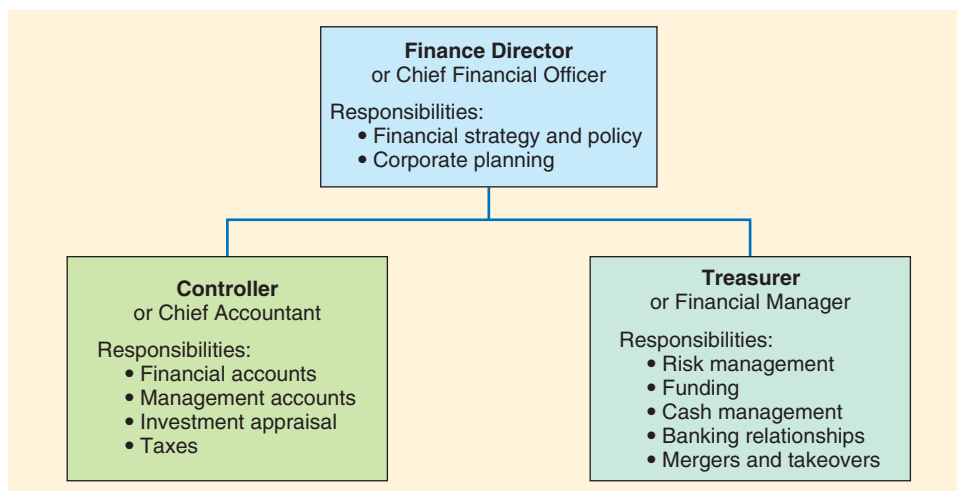 Finance Director
or Chief Financial Officer
Responsibilities:
• Financial strategy and policy
• Corporate planning
Controller
or Chief Accountant
Responsibilities:
• Financial accounts
• Management accounts
• Investment appraisal
• Taxes
Treasurer
or Financial Manager
Responsibilities:
• Risk management
• Funding
• Cash management
• Banking relationships
• Mergers and takeovers